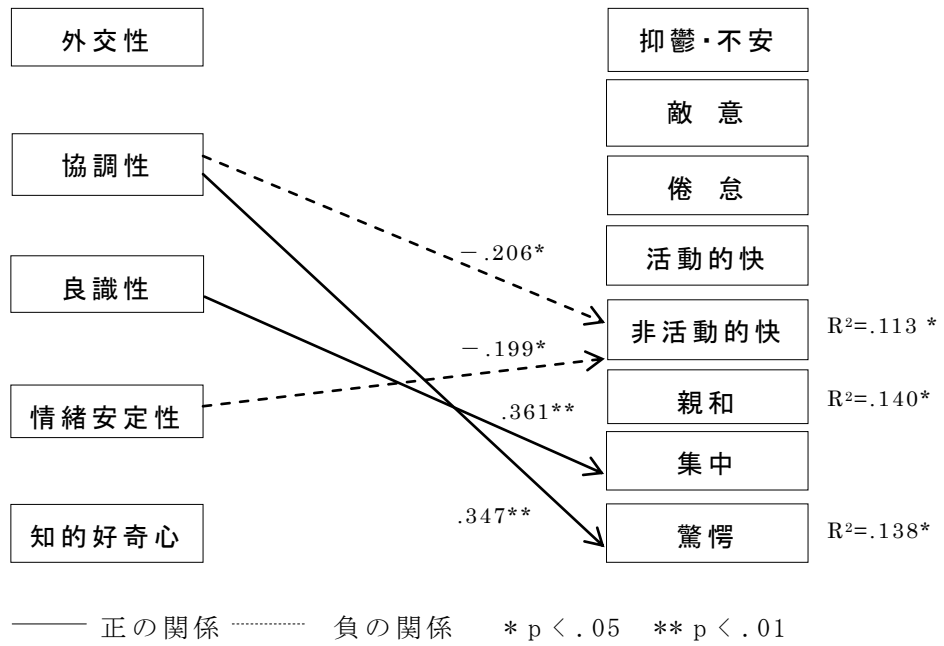 外交性
抑鬱・不安
敵 意
協調性
倦 怠
活動的快
－.206*
良識性
非活動的快
R²=.113 *
－.199*
親和
R²=.140*
情緒安定性
.361**
集中
.347**
知的好奇心
驚愕
R²=.138*
正の関係 負の関係 * p < .05 ** p < .01